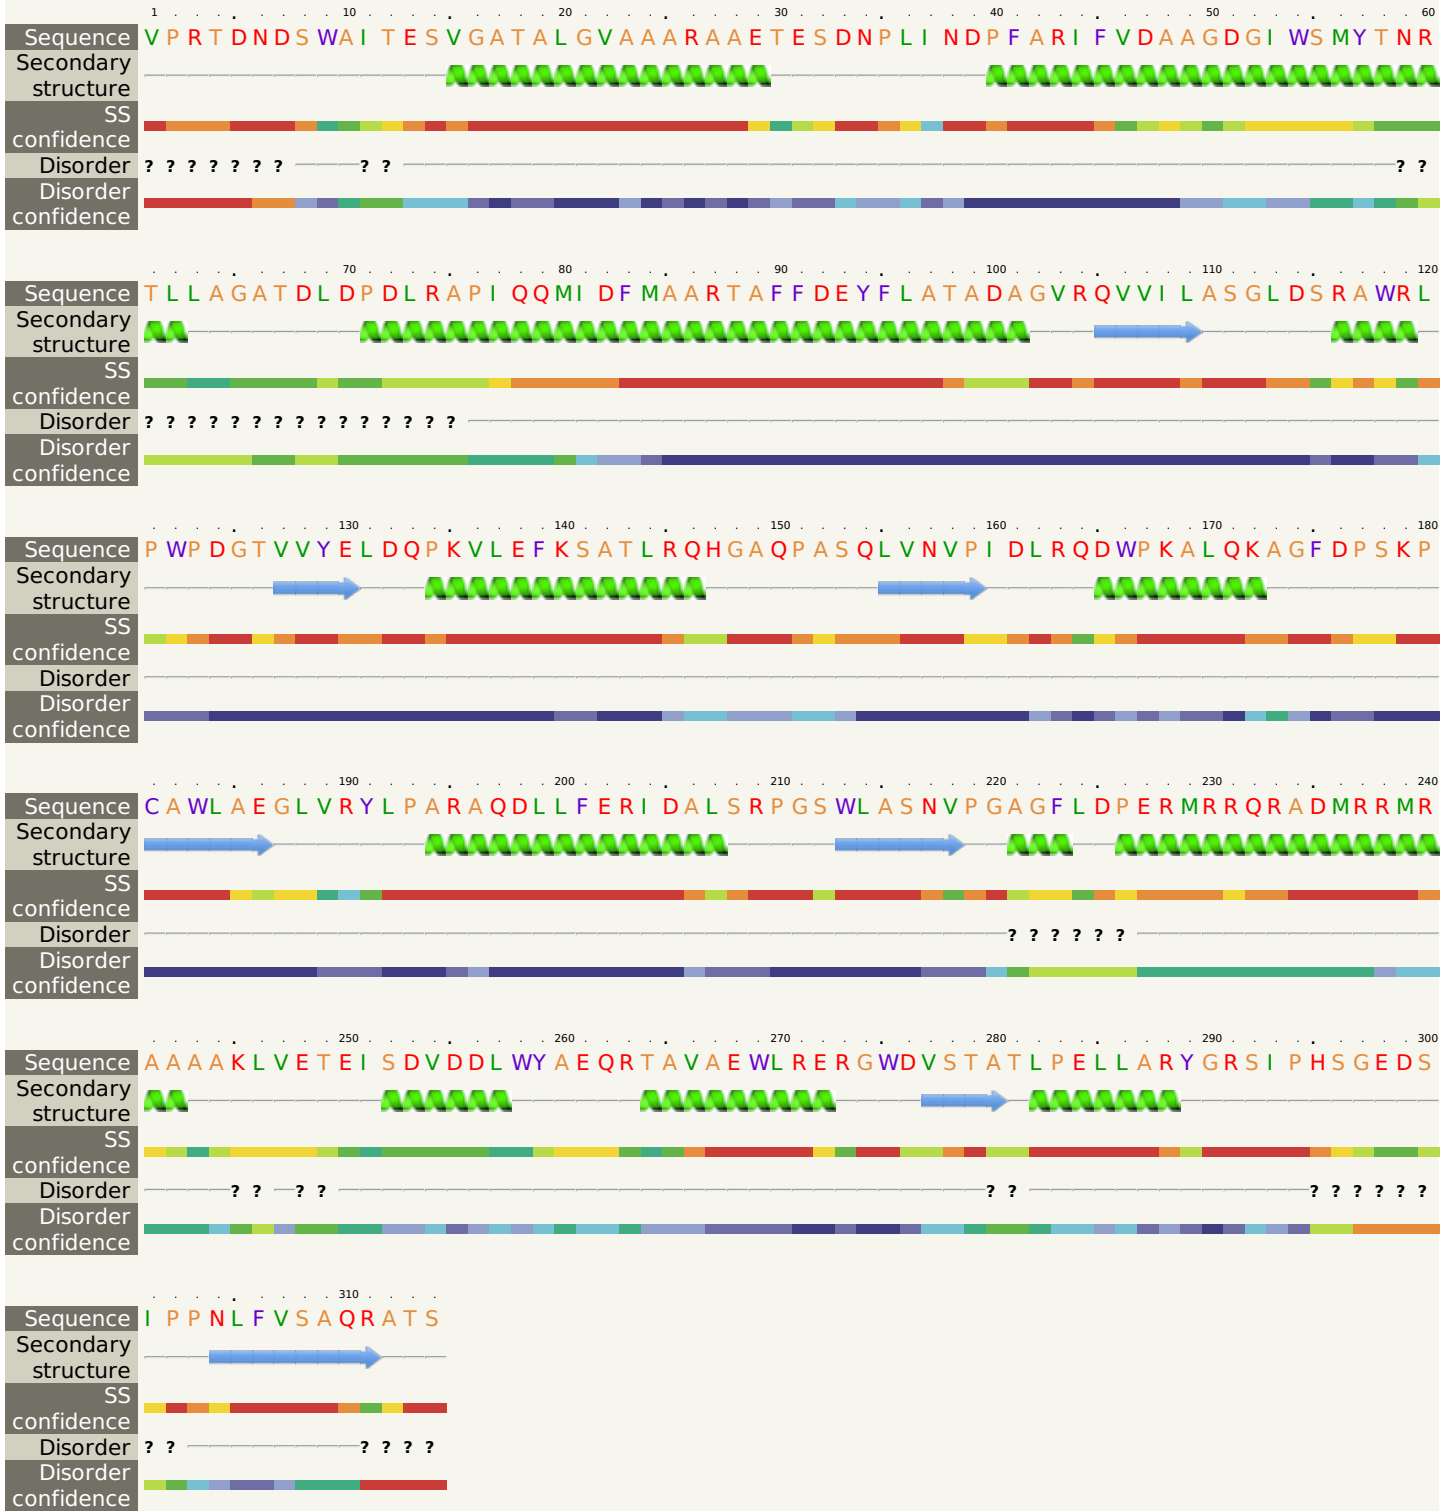 1 10 20 30 40 50 60
Sequence VPRTDNDSWAITESVGATALGVAAARAAETESDNPLINDPFARIFVDAAGDGIWSMYTNR
Secondary
structure
SS
confidence
Disorder ? ? ? ? ? ? ? ? ? ? ?
Disorder
confidence
70 80 90 100 110 120
Sequence TLLAGATDLDPDLRAPIQQMIDFMAARTAFFDEYFLATADAGVRQVVILASGLDSRAWRL
Secondary
structure
SS
confidence
Disorder ? ? ? ? ? ? ? ? ? ? ? ? ? ? ?
Disorder
confidence
130 140 150 160 170 180
Sequence PWPDGTVVYELDQPKVLEFKSATLRQHGAQPASQLVNVPIDLRQDWPKALQKAGFDPSKP
Secondary
structure
SS
confidence
Disorder
Disorder
confidence
190 200 210 220 230 240
Sequence CAWLAEGLVRYLPARAQDLLFERIDALSRPGSWLASNVPGAGFLDPERMRRQRADMRRMR
Secondary
structure
SS
confidence
Disorder ? ? ? ? ? ?
Disorder
confidence
250 260 270 280 290 300
Sequence AAAAKLVETEISDVDDLWYAEQRTAVAEWLRERGWDVSTATLPELLARYGRSIPHSGEDS
Secondary
structure
SS
confidence
Disorder ? ? ? ? ? ? ? ? ? ? ? ?
Disorder
confidence
310
Sequence IPPNLFVSAQRATS
Secondary
structure
SS
confidence
Disorder ? ? ? ? ? ?
Disorder
confidence